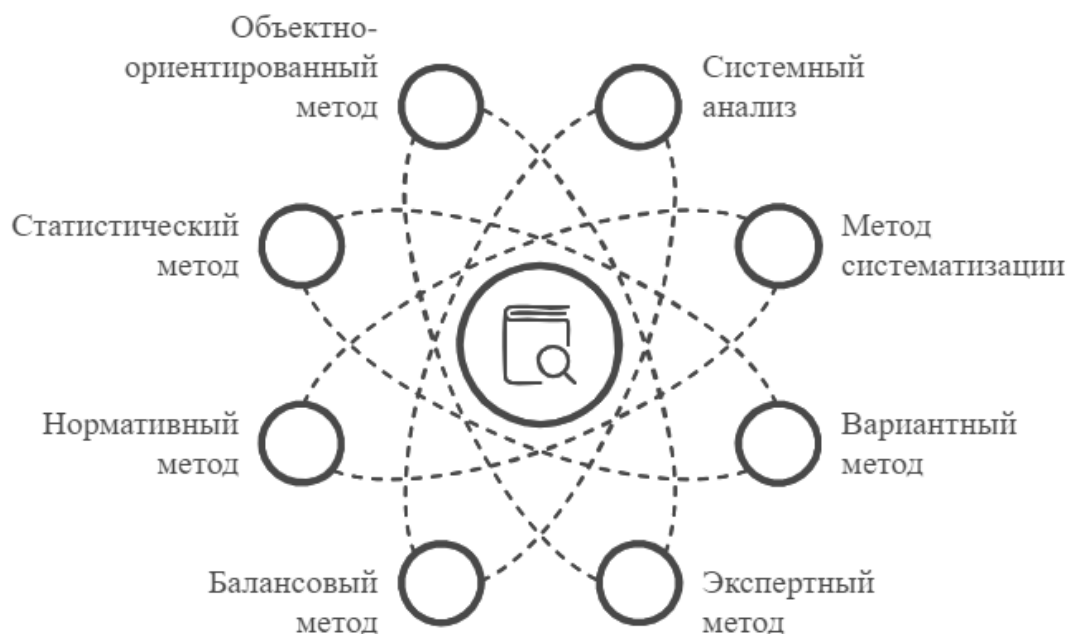 Объектно-
ориентированный
метод
Системный
анализ
Статистический
метод
Метод
систематизации
Нормативный
метод
Вариантный
метод
Балансовый
метод
Экспертный
метод